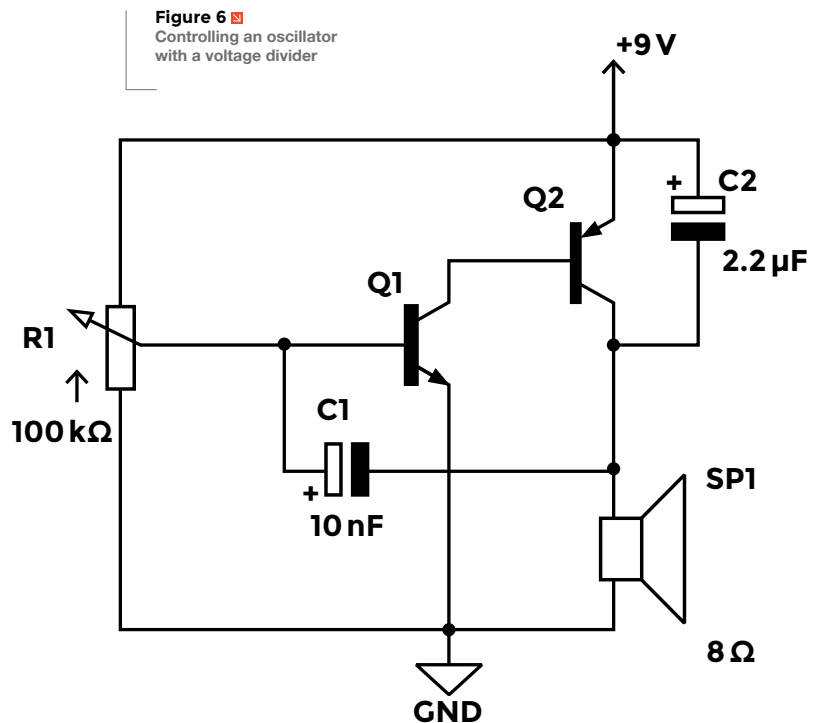 Figure 6
Controlling an oscillator
with a voltage divider
+9 V
+ C2
Q2
2.2 µF
Q1
R1
100 kΩ
C1
+
10 nF
SP1
8 Ω
GND